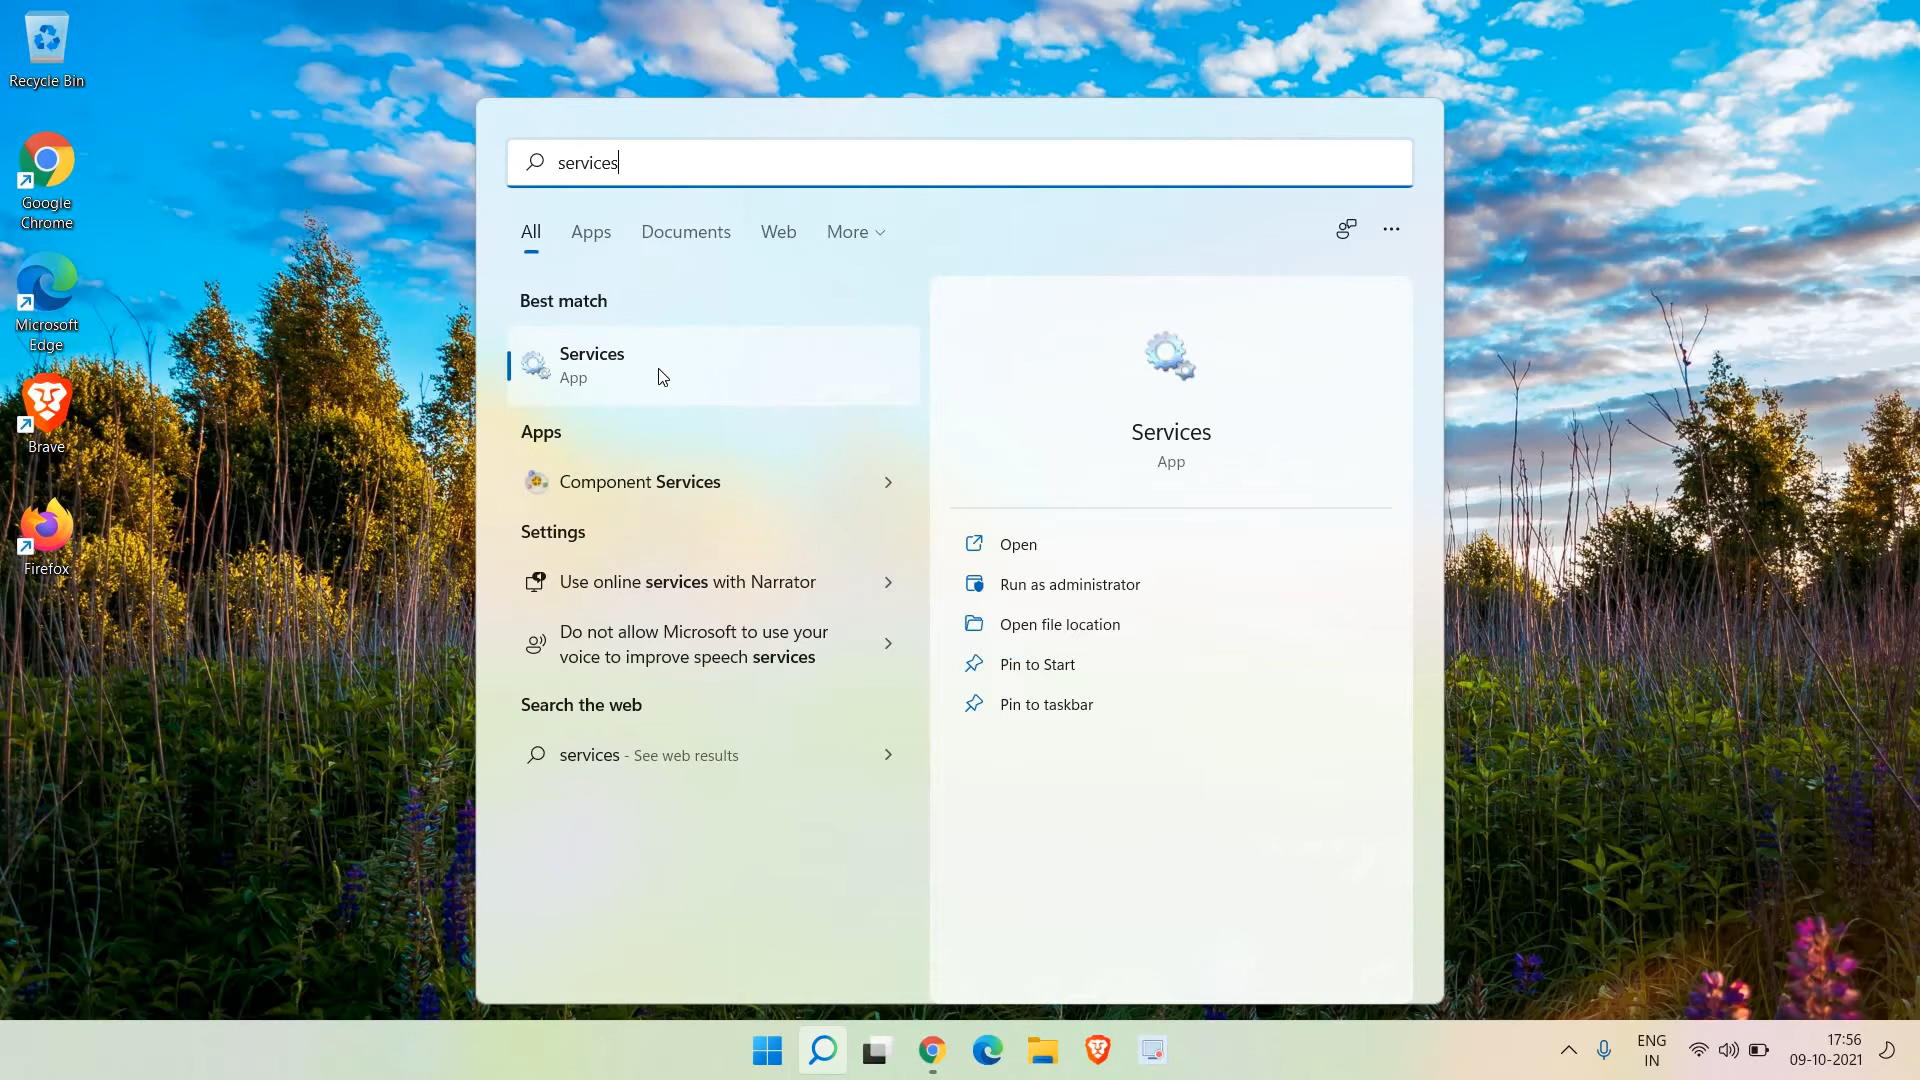 Recycle Bin
Google
Chrome
Microsoft
Edge
Brave
Firefox
services
All
Apps
Documents
Web
More
Best match
Services
App
Apps
Component Services
Settings
Use online services with Narrator
Do not allow Microsoft to use your
voice to improve speech services
Search the web
services - See web results
Services
App
Open
Run as administrator
Open file location
Pin to Start
Pin to taskbar
ENG
IN
17:56
09-10-2021